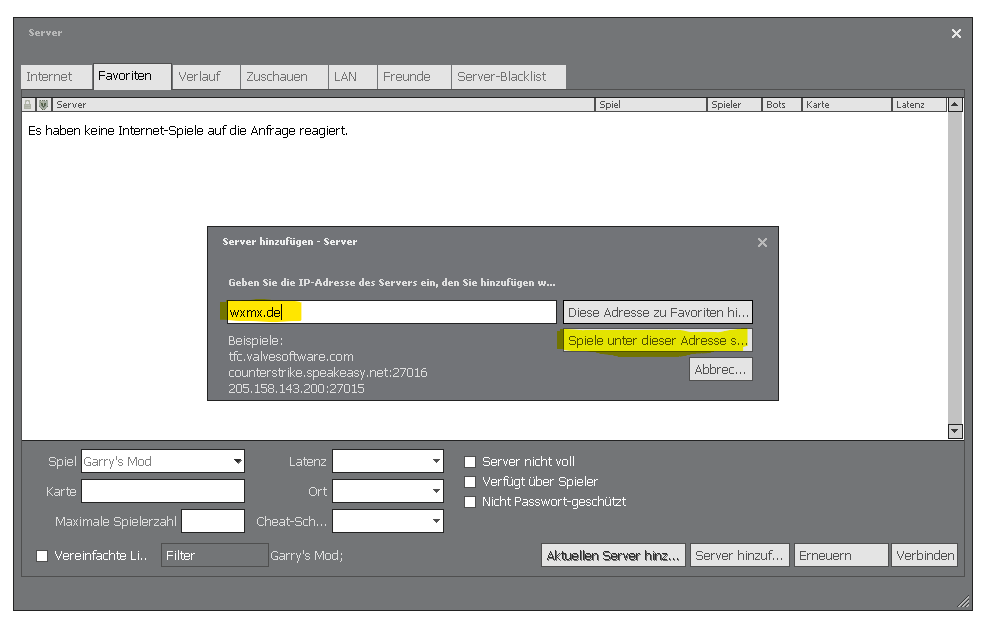 Server
Internet Favoriten Verlauf Zuschauen LAN Freunde Server-Blacklist
Server Spiel Spieler Bots Karte Latenz
Es haben keine Internet-Spiele auf die Anfrage reagiert.
Server hinzufügen - Server
Geben Sie die IP-Adresse des Servers ein, den Sie hinzufügen w...
wxmx.de Diese Adresse zu Favoriten hi...
Beispiele: Spiele unter dieser Adresse s...
tfc.valvesoftware.com
counterstrike.speakeasy.net:27016 Abbrec...
205.158.143.200:27015
Spiel Garry's Mod Latenz Server nicht voll
Karte Ort Verfügt über Spieler
Nicht Passwort-geschützt
Maximale Spielerzahl Cheat-Sch...
Vereinfachte Li.. Filter Garry's Mod; Aktuellen Server hinz... Server hinzuf... Erneuern Verbinden